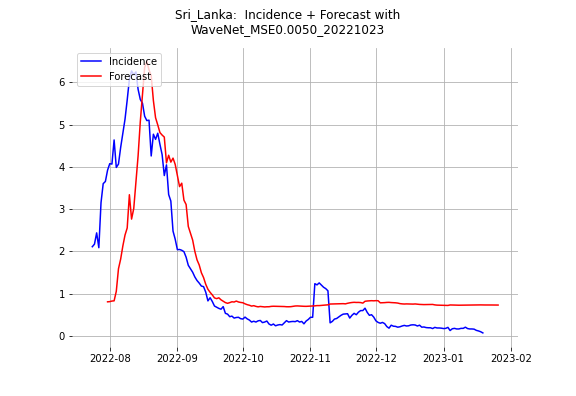 Sri_Lanka:  Incidence + Forecast with
WaveNet_MSE0.0050_20221023
Incidence
Forecast
6
5
4
3
2
1
0
2022-08 2022-09 2022-10 2022-11 2022-12 2023-01 2023-02